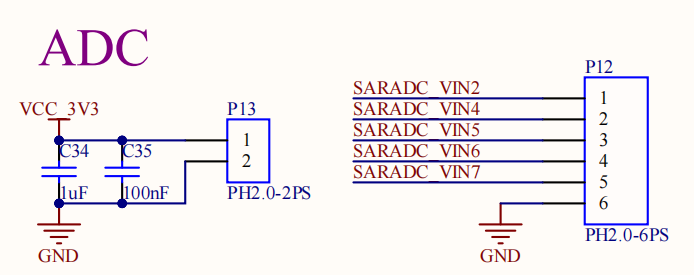 ADC
VCC_3V3
C34
C35
1uF
100nF
GND
P13
1
2
PH2.0-2PS
P12
SARADC_VIN2
1
SARADC_VIN4
2
SARADC_VIN5
3
SARADC_VIN6
4
SARADC_VIN7
5
6
PH2.0-6PS
GND